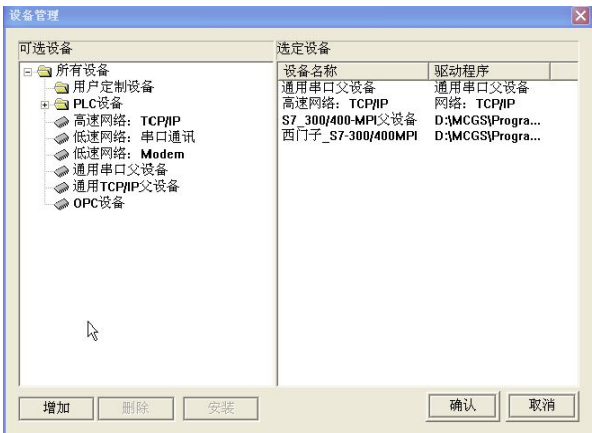 设备管理
可选设备
所有设备
用户定制设备
PLC设备
高速网络：TCP/IP
低速网络：串口通讯
低速网络：Modem
通用串口父设备
通用TCP/IP父设备
OPC设备
选定设备
设备名称 驱动程序
通用串口父设备 通用串口父设备
高速网络：TCP/IP 网络：TCP/IP
S7_300/400-MPI父设备 D:\MCGS\Progra...
西门子_S7-300/400MPI D:\MCGS\Progra...
增加 删除 安装 确认 取消